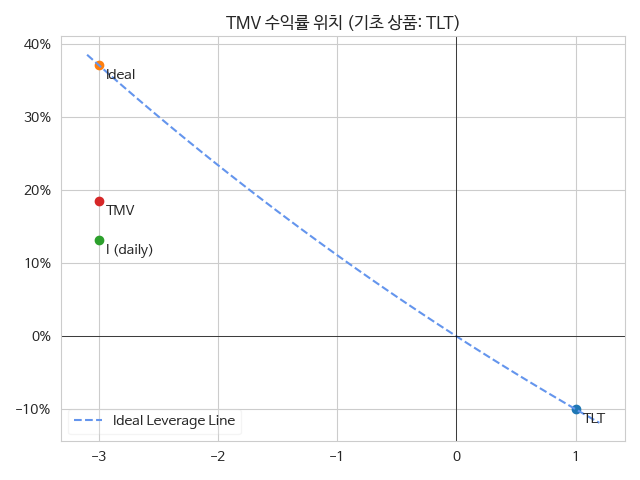 TMV 수익률 위치 (기초 상품: TLT)
40%
30%
20%
10%
0%
−10%
Ideal
TMV
I (daily)
TLT
Ideal Leverage Line
−3
−2
−1
0
1